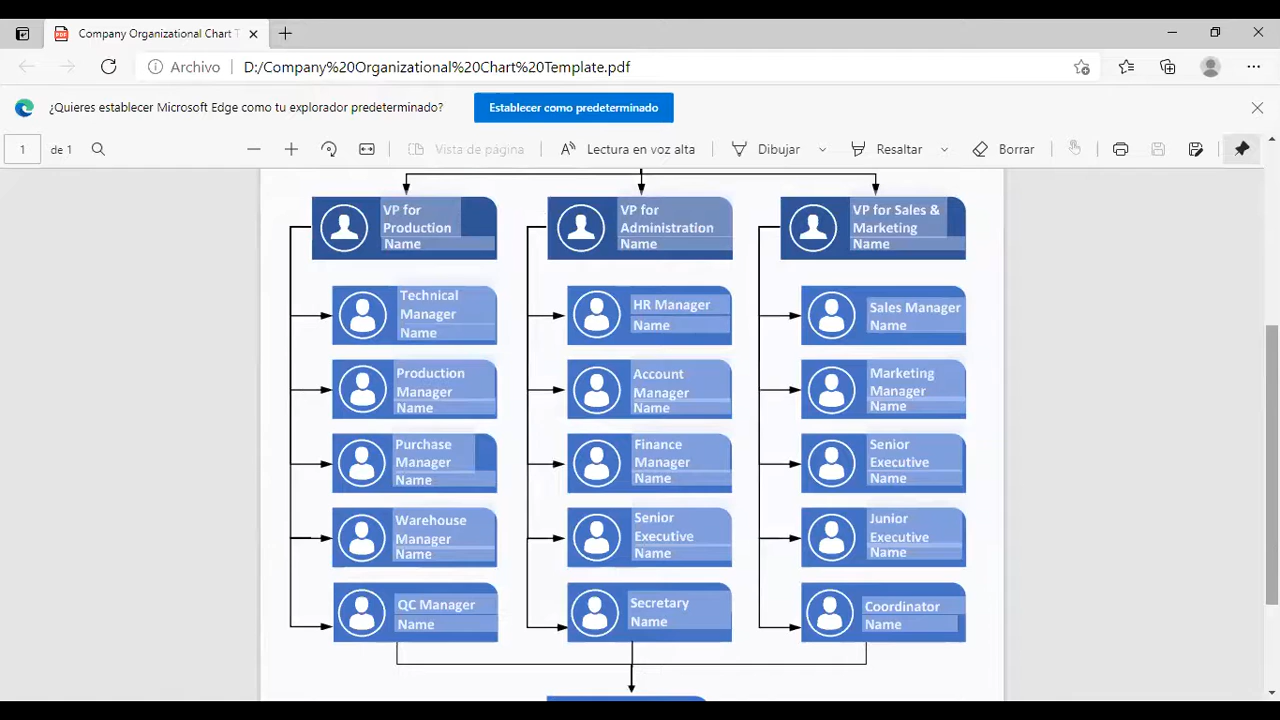 Company Organizational Chart T
Archivo
D:/Company%20Organizational%20Chart%20Template.pdf
¿Quieres establecer Microsoft Edge como tu explorador predeterminado?
Establecer como predeterminado
1
de 1
Vista de página
Lectura en voz alta
Dibujar
Resaltar
Borrar
VP for
Production
Name
VP for
Administration
Name
VP for Sales &
Marketing
Name
Technical
Manager
Name
HR Manager
Name
Sales Manager
Name
Production
Manager
Name
Account
Manager
Name
Marketing
Manager
Name
Purchase
Manager
Name
Finance
Manager
Name
Senior
Executive
Name
Warehouse
Manager
Name
Senior
Executive
Name
Junior
Executive
Name
QC Manager
Name
Secretary
Name
Coordinator
Name